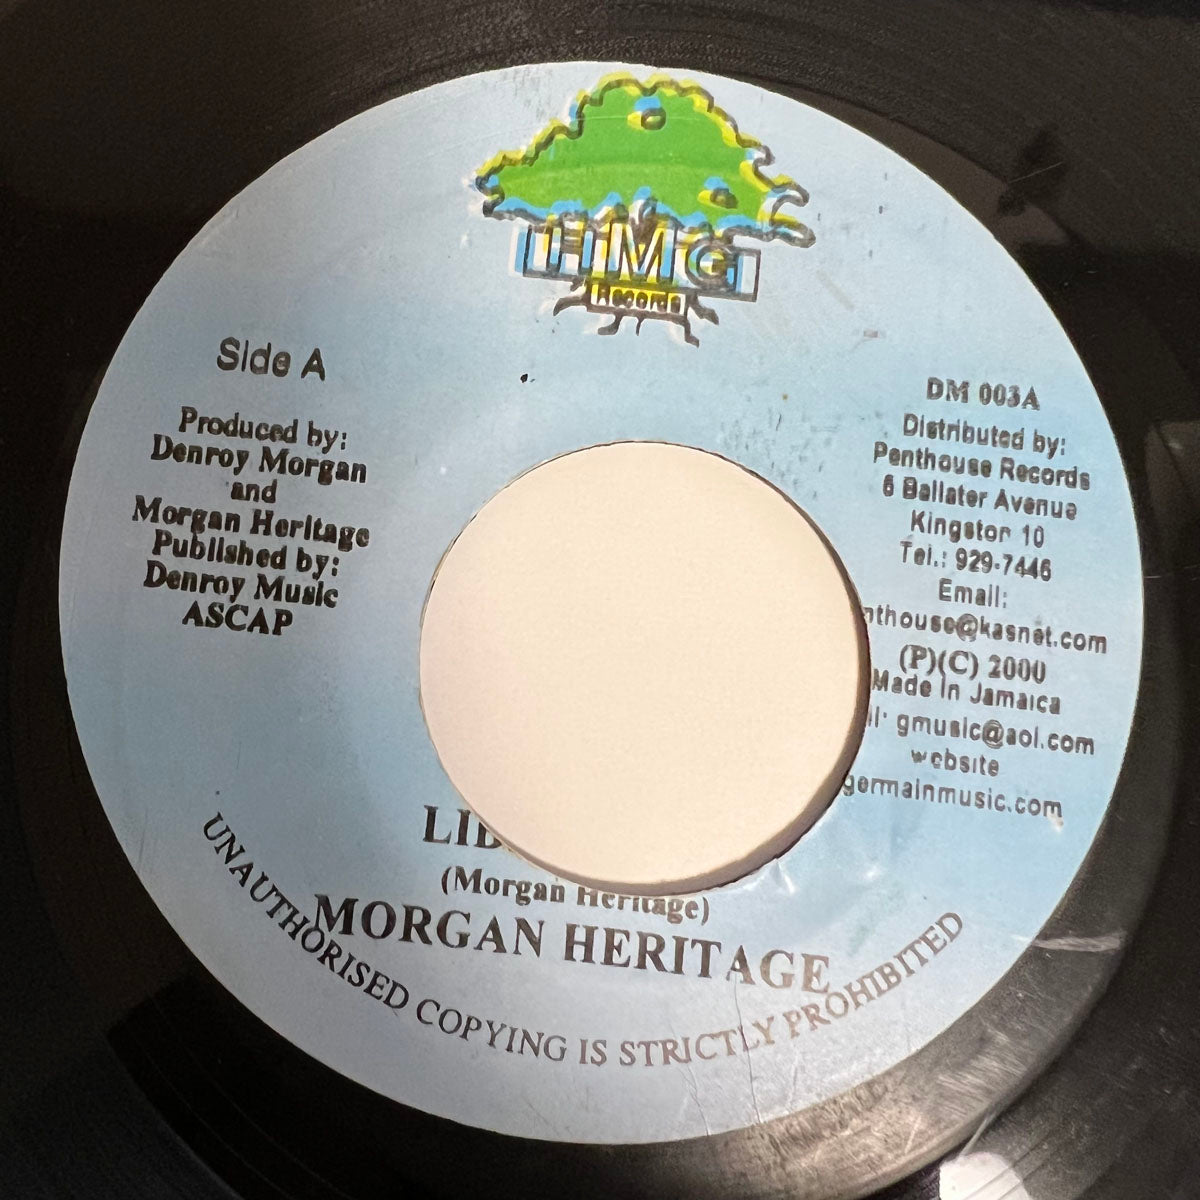 HMG
Records
Side A
Produced by:
Denroy Morgan
and
Morgan Heritage
Published by:
Denroy Music
ASCAP
DM 003A
Distributed by:
Penthouse Records
6 Ballater Avenue
Kingston 10
Tel.: 929-7446
Email:
nthouse@kasnet.com
(P)(C) 2000
Made In Jamaica
gmusic@aol.com
website
germainmusic.com
(Morgan Heritage)
MORGAN HERITAGE
UNAUTHORISED COPYING IS STRICTLY PROHIBITED